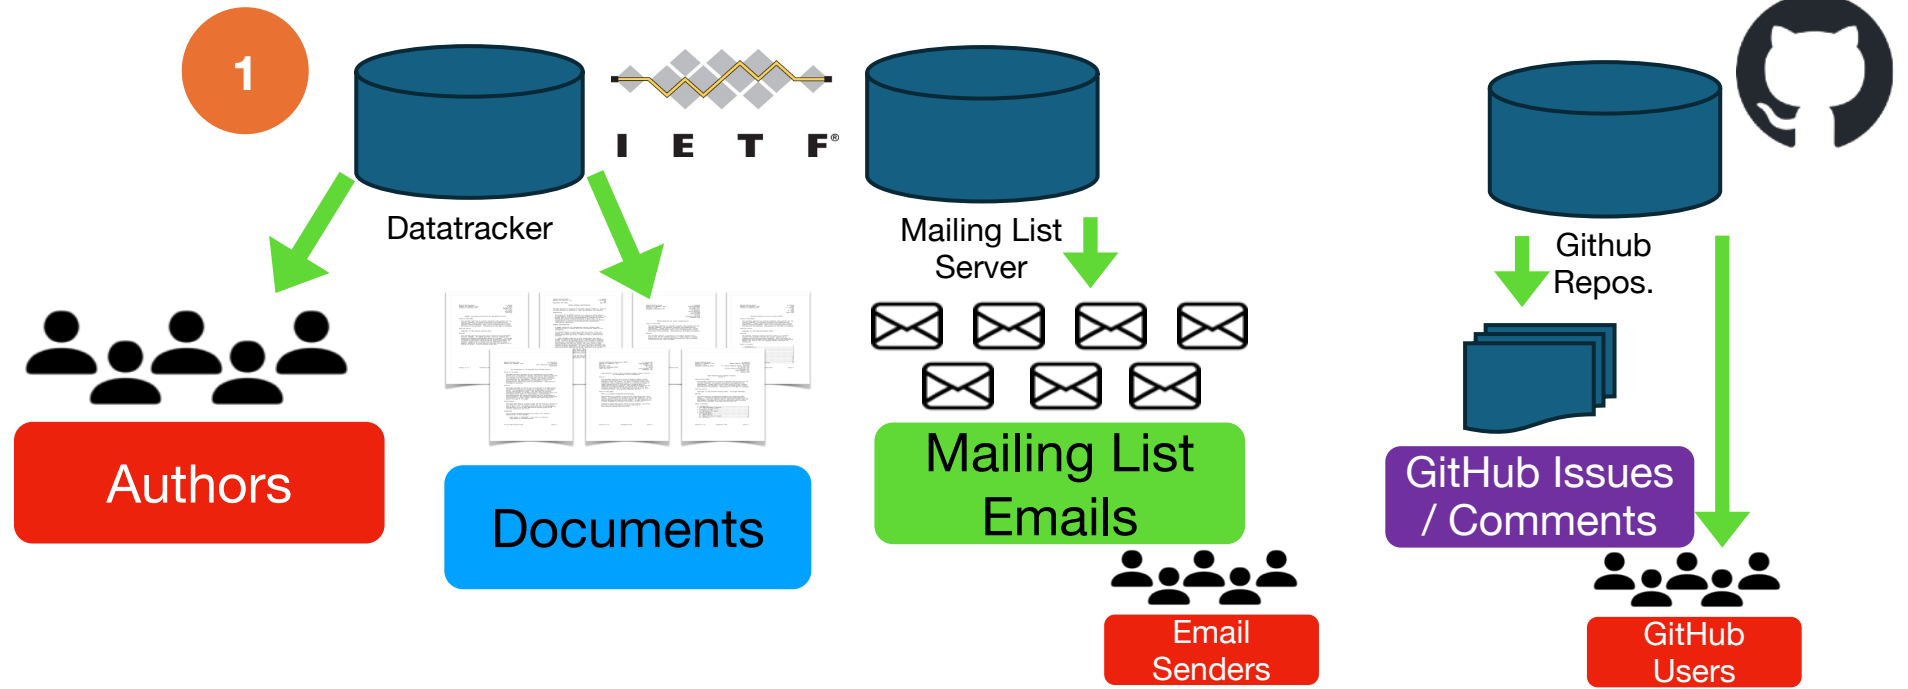 1
I E T F®
Datatracker
Mailing List
Server
Github
Repos.
Authors
Documents
Mailing List
Emails
GitHub Issues
/ Comments
Email
Senders
GitHub
Users